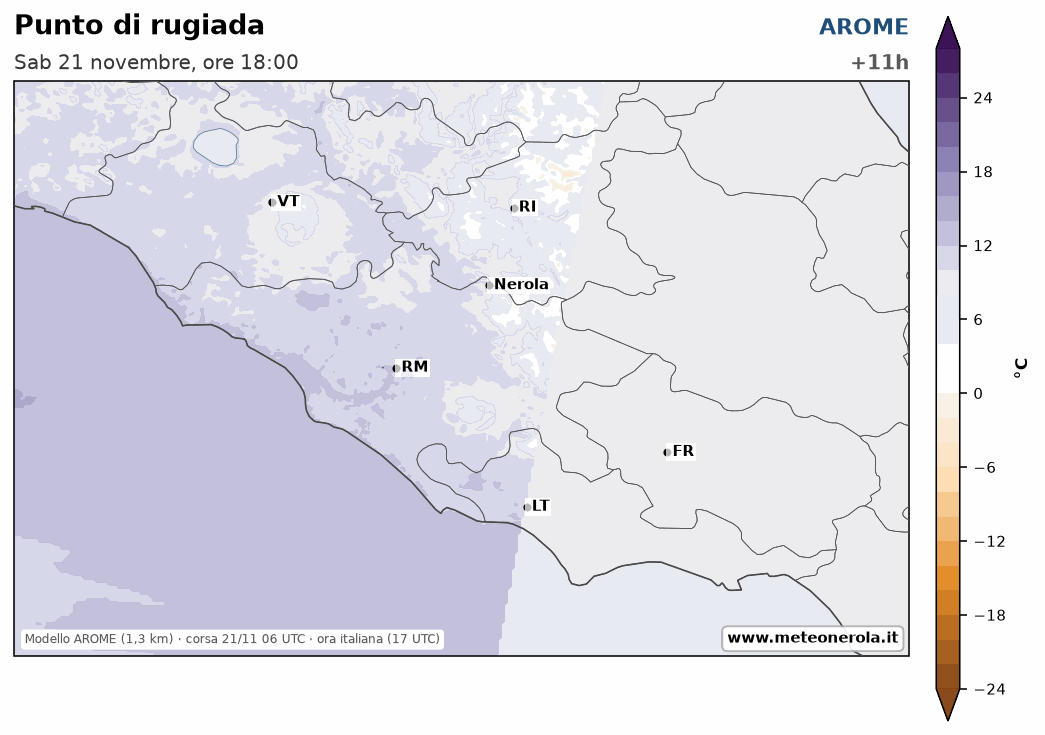 Punto di rugiada
AROME
Sab 21 novembre, ore 18:00
+11h
VT
RI
Nerola
RM
FR
LT
Modello AROME (1,3 km) · corsa 21/11 06 UTC · ora italiana (17 UTC)
www.meteonerola.it
24
18
12
6
0
−6
−12
−18
−24
°C